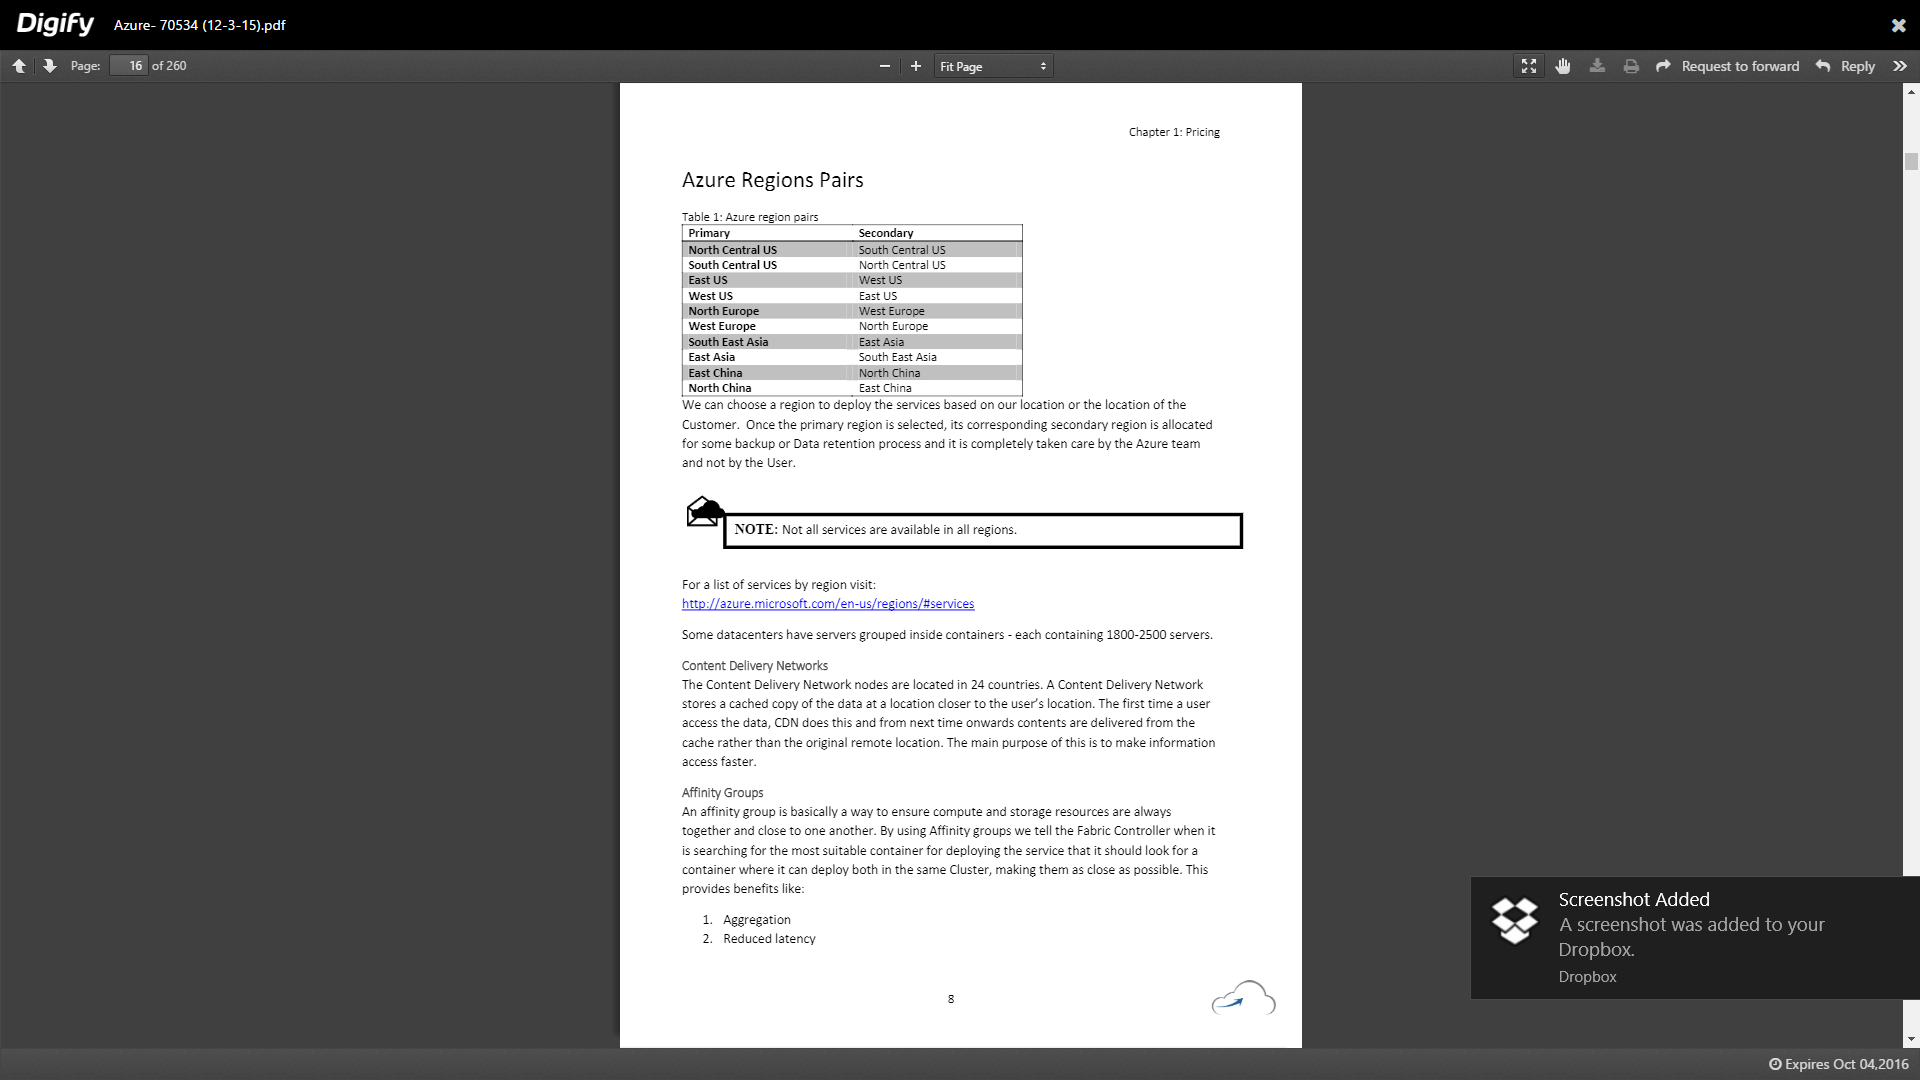 Digify Azure- 70534 (12-3-15).pdf
Page: 16 of 260 Fit Page Request to forward Reply
Chapter 1: Pricing
Azure Regions Pairs
Table 1: Azure region pairs
Primary Secondary
North Central US South Central US
South Central US North Central US
East US West US
West US East US
North Europe West Europe
West Europe North Europe
South East Asia East Asia
East Asia South East Asia
East China North China
North China East China
We can choose a region to deploy the services based on our location or the location of the
Customer. Once the primary region is selected, its corresponding secondary region is allocated
for some backup or Data retention process and it is completely taken care by the Azure team
and not by the User.
NOTE: Not all services are available in all regions.
For a list of services by region visit:
http://azure.microsoft.com/en-us/regions/#services
Some datacenters have servers grouped inside containers - each containing 1800-2500 servers.
Content Delivery Networks
The Content Delivery Network nodes are located in 24 countries. A Content Delivery Network
stores a cached copy of the data at a location closer to the user's location. The first time a user
access the data, CDN does this and from next time onwards contents are delivered from the
cache rather than the original remote location. The main purpose of this is to make information
access faster.
Affinity Groups
An affinity group is basically a way to ensure compute and storage resources are always
together and close to one another. By using Affinity groups we tell the Fabric Controller when it
is searching for the most suitable container for deploying the service that it should look for a
container where it can deploy both in the same Cluster, making them as close as possible. This
provides benefits like:
1. Aggregation
2. Reduced latency
8
Screenshot Added
A screenshot was added to your
Dropbox.
Dropbox
Expires Oct 04,2016